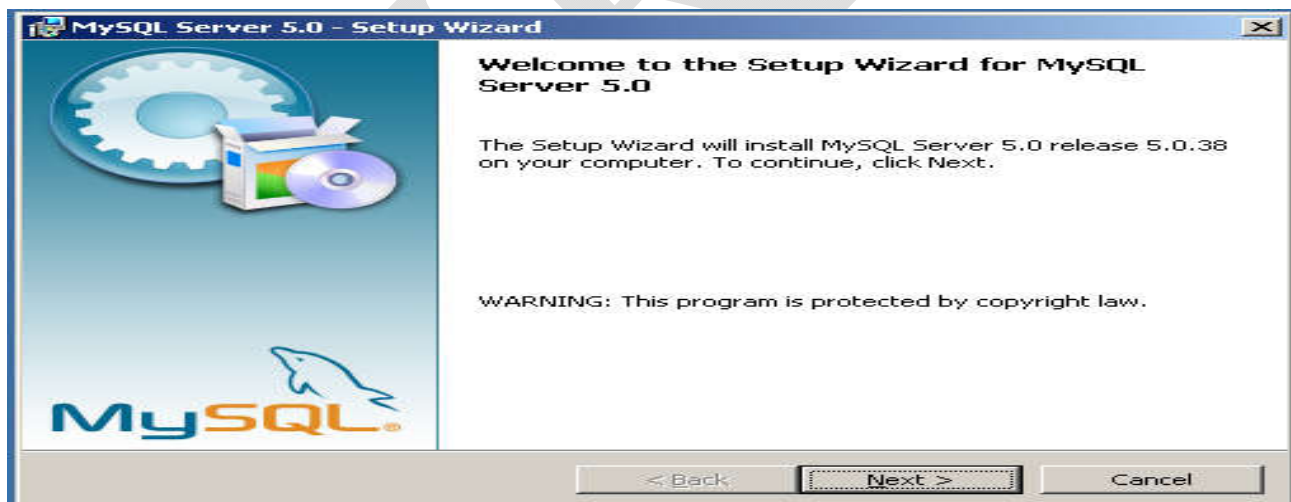 MySQL Server 5.0 - Setup Wizard
Welcome to the Setup Wizard for MySQL
Server 5.0
The Setup Wizard will install MySQL Server 5.0 release 5.0.38
on your computer. To continue, click Next.
WARNING: This program is protected by copyright law.
MySQL®
< Back
Next >
Cancel